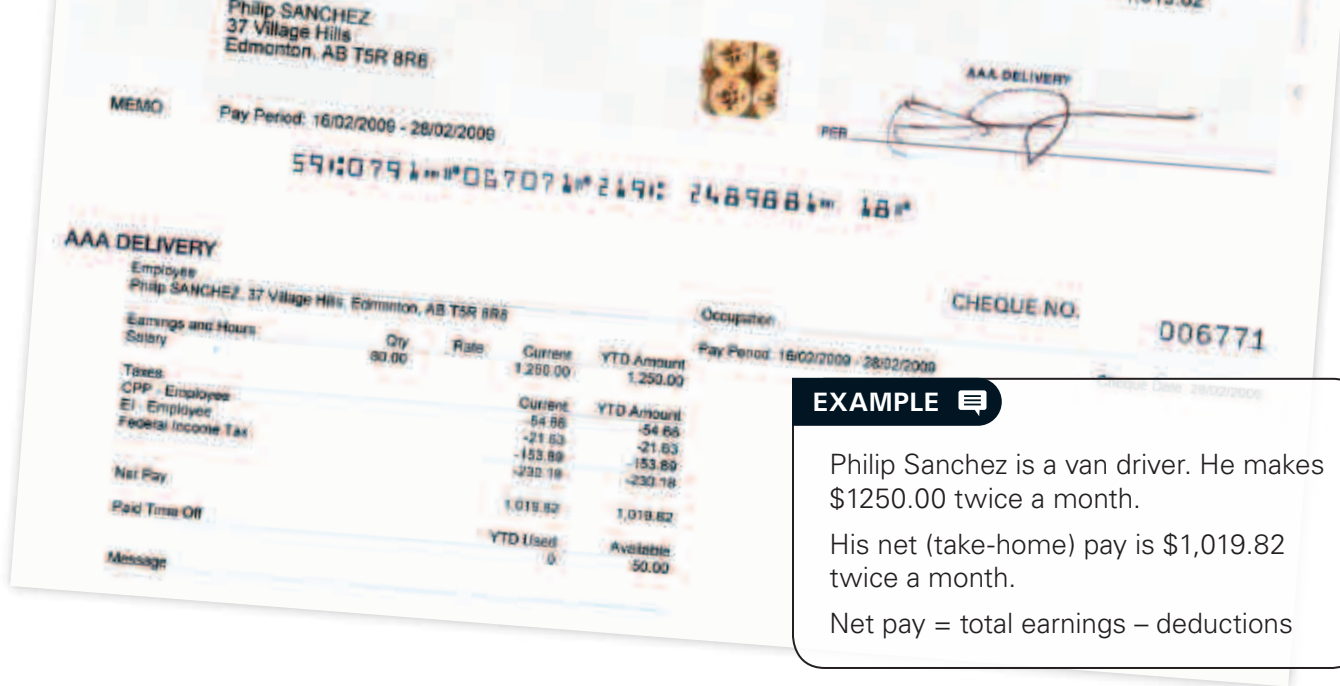 Philip SANCHEZ
37 Village Hills
Edmonton, AB T5R 8R6
AAA DELIVERY
MEMO
Pay Period: 16/02/2009 - 28/02/2009
PER
AAA DELIVERY
Employee
Philip SANCHEZ, 37 Village Hills, Edmonton, AB T5R 8R6
Occupation
CHEQUE NO.
006771
Earnings and Hours Qty Rate Current YTD Amount
Pay Period: 16/02/2009 - 28/02/2009
Salary 80.00 1,250.00 1,250.00
Cheque Date: 28/02/2009
Taxes Current YTD Amount
CPP - Employee -54.66 -54.66
EI - Employee -21.63 -21.63
Federal Income Tax -153.89 -153.89
-230.18 -230.18
Net Pay 1,019.82 1,019.82
Paid Time Off YTD Used Available
0 50.00
Message
EXAMPLE
Philip Sanchez is a van driver. He makes
$1250.00 twice a month.
His net (take-home) pay is $1,019.82
twice a month.
Net pay = total earnings – deductions